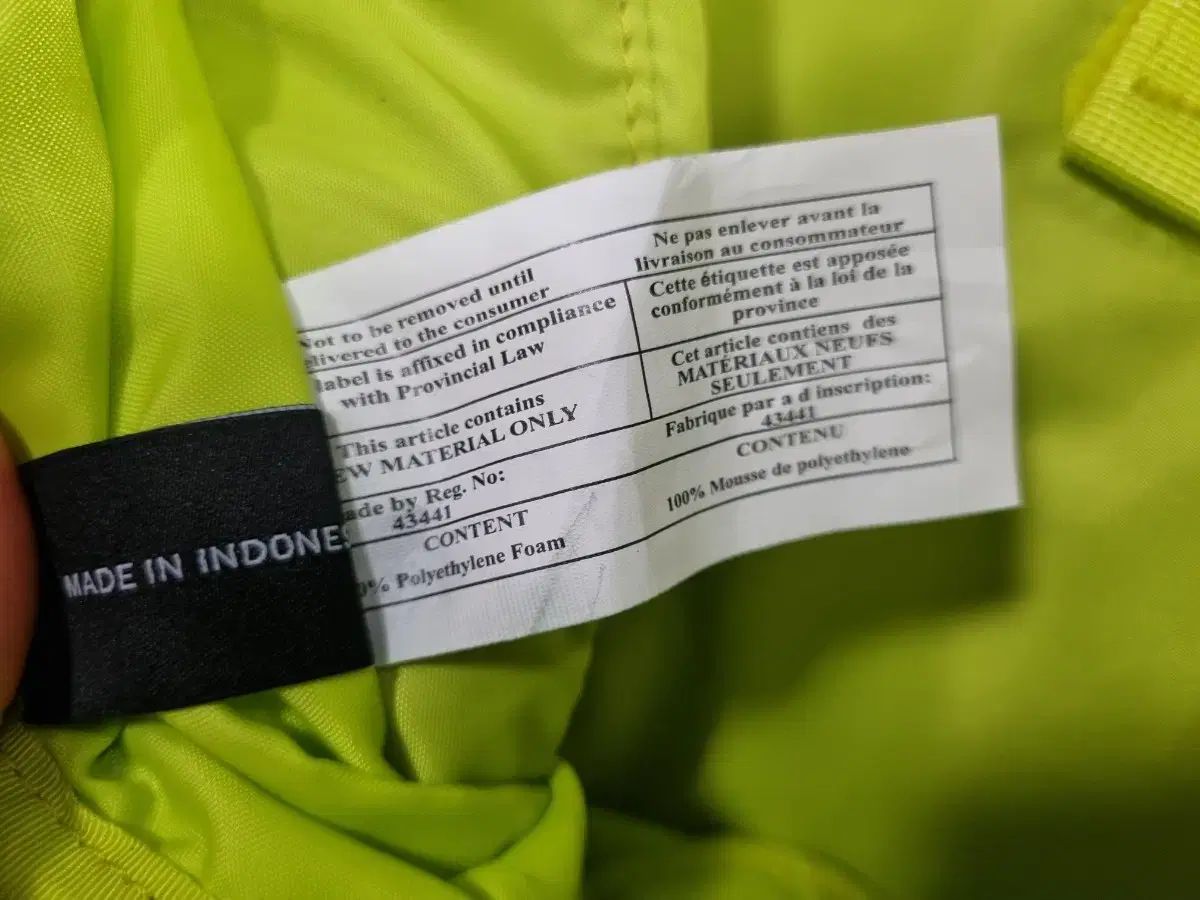 Not to be removed until
delivered to the consumer
label is affixed in compliance
with Provincial Law
This article contains
EW MATERIAL ONLY
ade by Reg. No:
43441
CONTENT
0% Polyethylene Foam
Ne pas enlever avant la
livraison au consommateur
Cette étiquette est apposée
conformément à la loi de la
province
Cet article contiens des
MATÉRIAUX NEUFS
SEULEMENT
Fabrique par a d inscription:
43441
CONTENU
100% Mousse de polyethylene
MADE IN INDONES